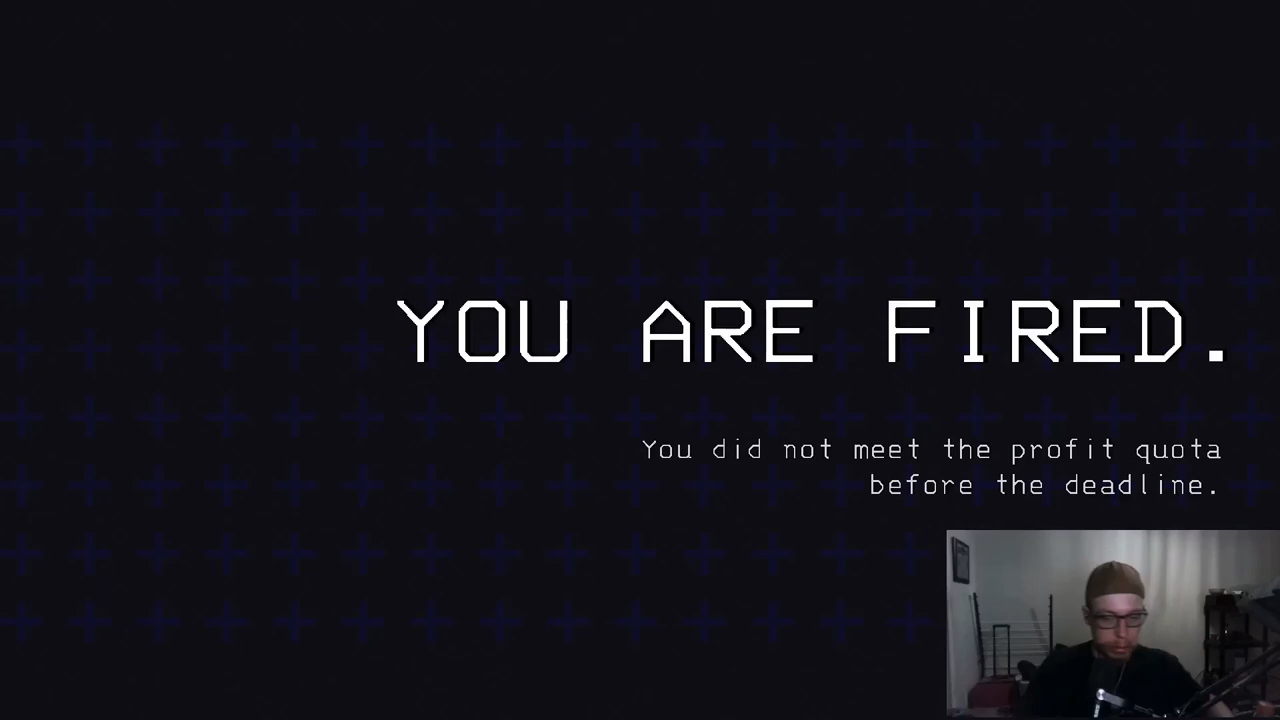 YOU ARE FIRED.
You did not meet the profit quota
before the deadline.